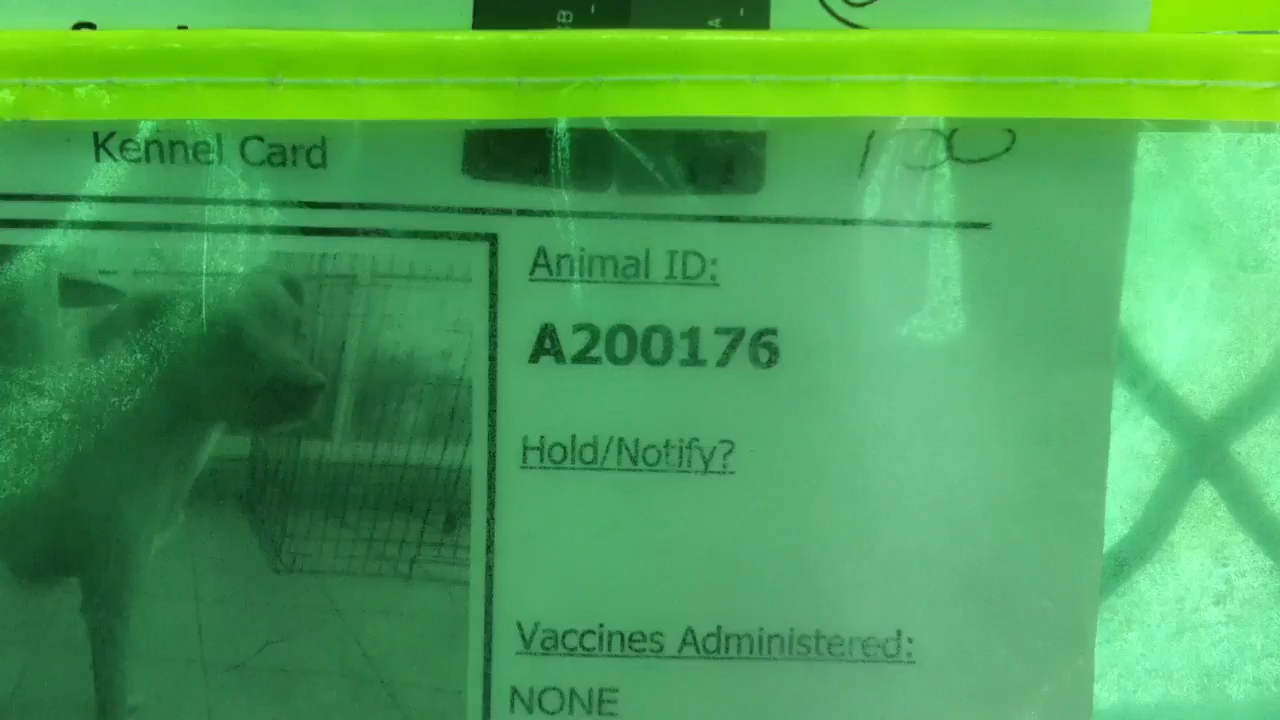 Kennel Card
Animal ID:
A200176
Hold/Notify?
Vaccines Administered:
NONE